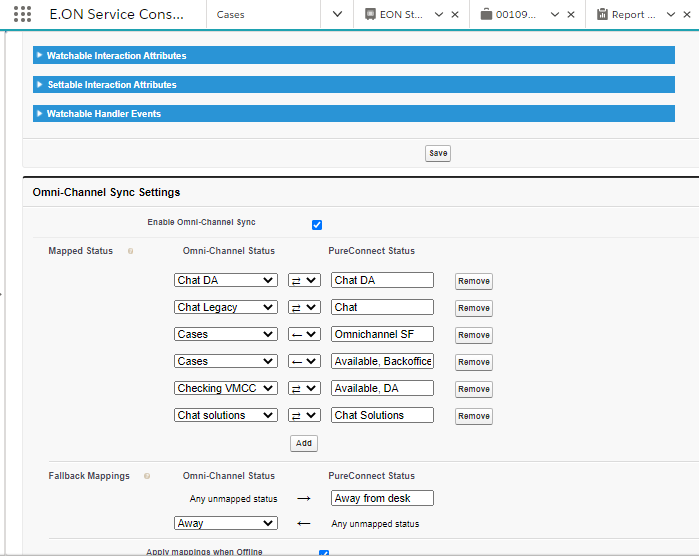 E.ON Service Cons...
Cases
EON St...
00109...
Report ...
Watchable Interaction Attributes
Settable Interaction Attributes
Watchable Handler Events
Save
Omni-Channel Sync Settings
Enable Omni-Channel Sync
Mapped Status Omni-Channel Status PureConnect Status
Chat DA ⇄ Chat DA Remove
Chat Legacy ⇄ Chat Remove
Cases ← Omnichannel SF Remove
Cases ← Available, Backoffice Remove
Checking VMCC ⇄ Available, DA Remove
Chat solutions ⇄ Chat Solutions Remove
Add
Fallback Mappings Omni-Channel Status PureConnect Status
Any unmapped status → Away from desk
Away ← Any unmapped status
Apply mappings when Offline